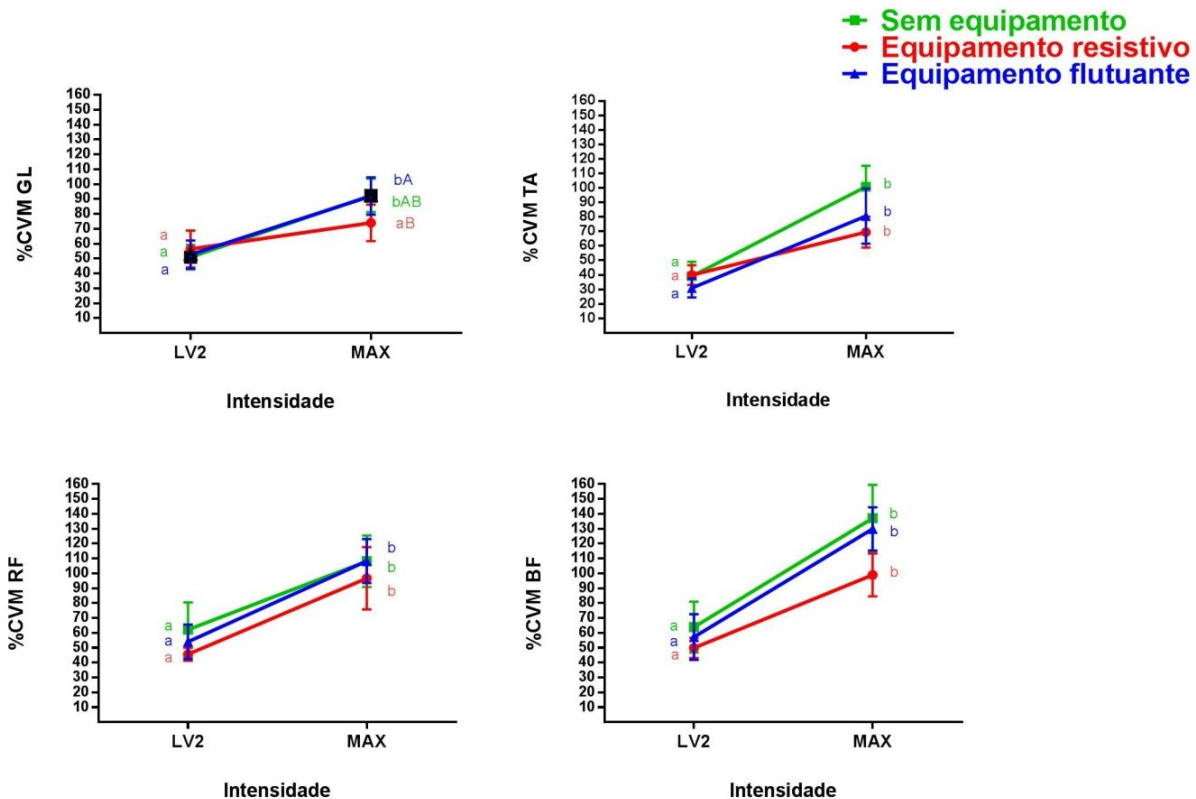 Sem equipamento
Equipamento resistivo
Equipamento flutuante
%CVM GL
160
150
140
130
120
110
100
90
80
70
60
50
40
30
20
10
a
a
a
bA
bAB
aB
LV2
MAX
Intensidade
%CVM TA
160
150
140
130
120
110
100
90
80
70
60
50
40
30
20
10
a
a
a
b
b
b
LV2
MAX
Intensidade
%CVM RF
160
150
140
130
120
110
100
90
80
70
60
50
40
30
20
10
a
a
a
b
b
b
LV2
MAX
Intensidade
%CVM BF
160
150
140
130
120
110
100
90
80
70
60
50
40
30
20
10
a
a
a
b
b
b
LV2
MAX
Intensidade